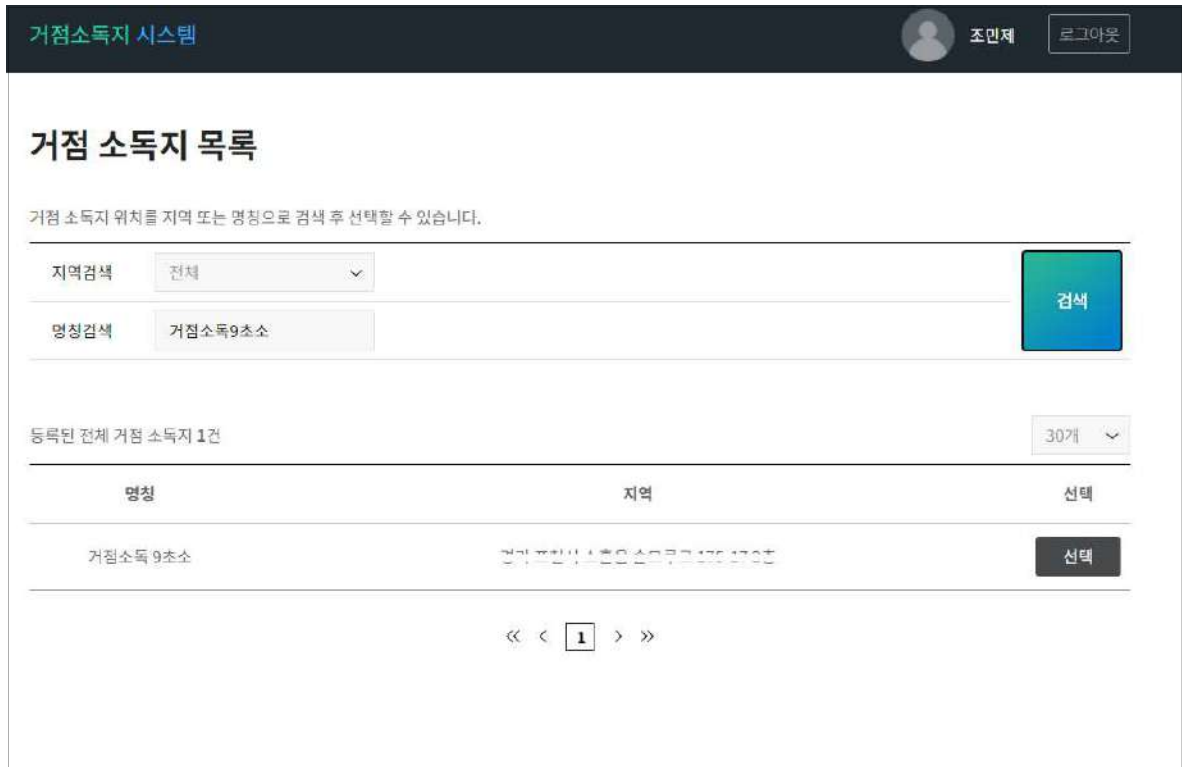 거점소독지 시스템
조민제
로그아웃
거점 소독지 목록
거점 소독지 위치를 지역 또는 명칭으로 검색 후 선택할 수 있습니다.
지역검색
전체
검색
명칭검색
거점소독9초소
등록된 전체 거점 소독지 1건
30개
명칭
지역
선택
거점소독 9초소
선택
1